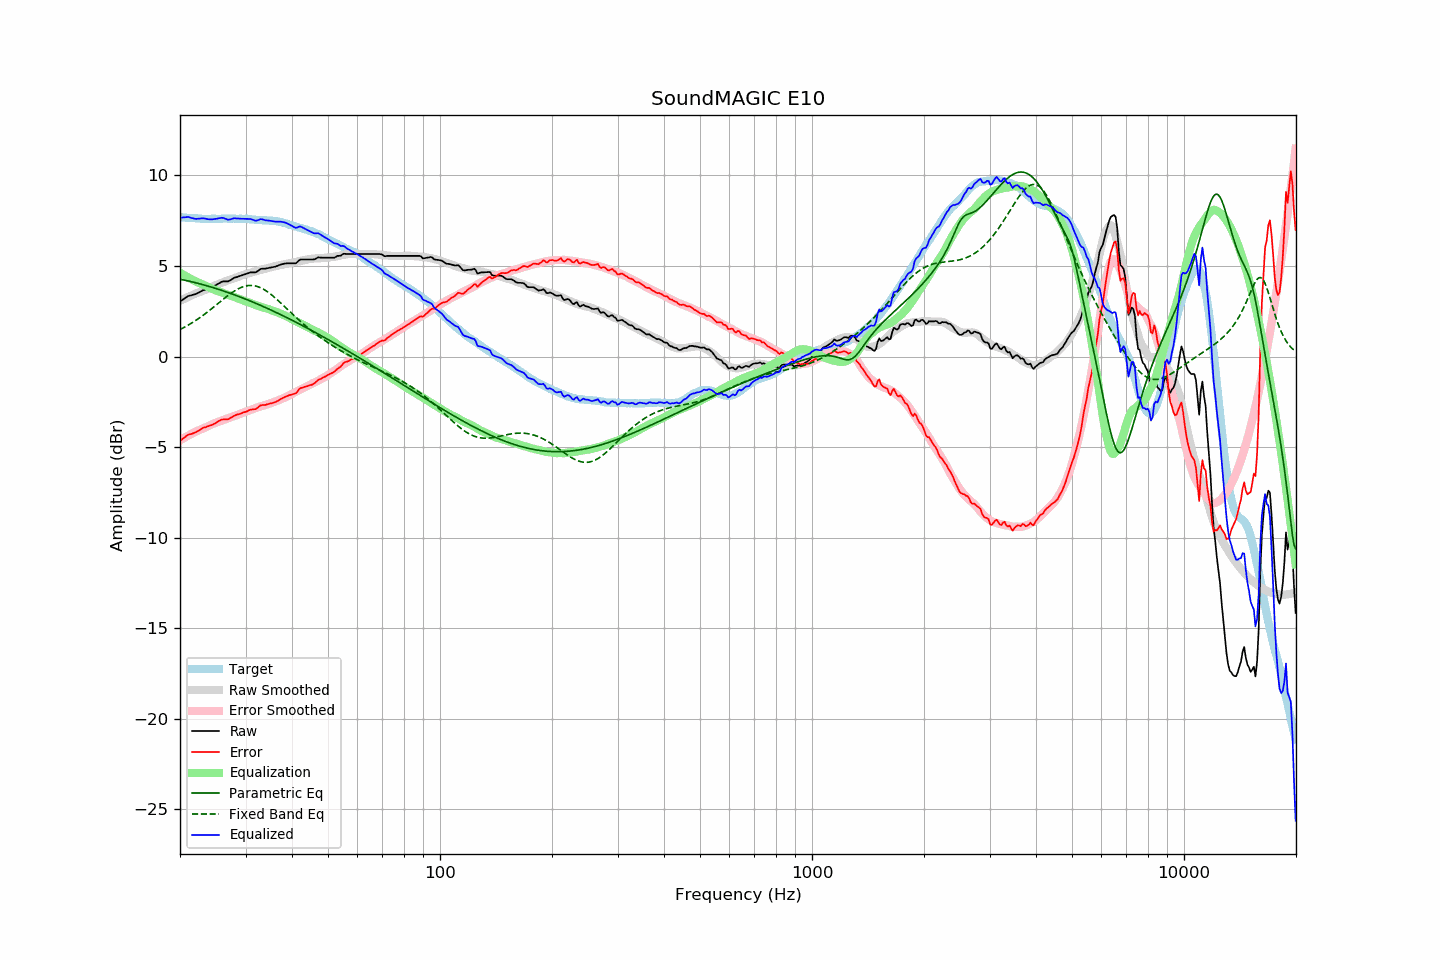 SoundMAGIC E10
Amplitude (dBr)
10
5
0
−5
−10
−15
−20
−25
Target
Raw Smoothed
Error Smoothed
Raw
Error
Equalization
Parametric Eq
Fixed Band Eq
Equalized
100
1000
10000
Frequency (Hz)